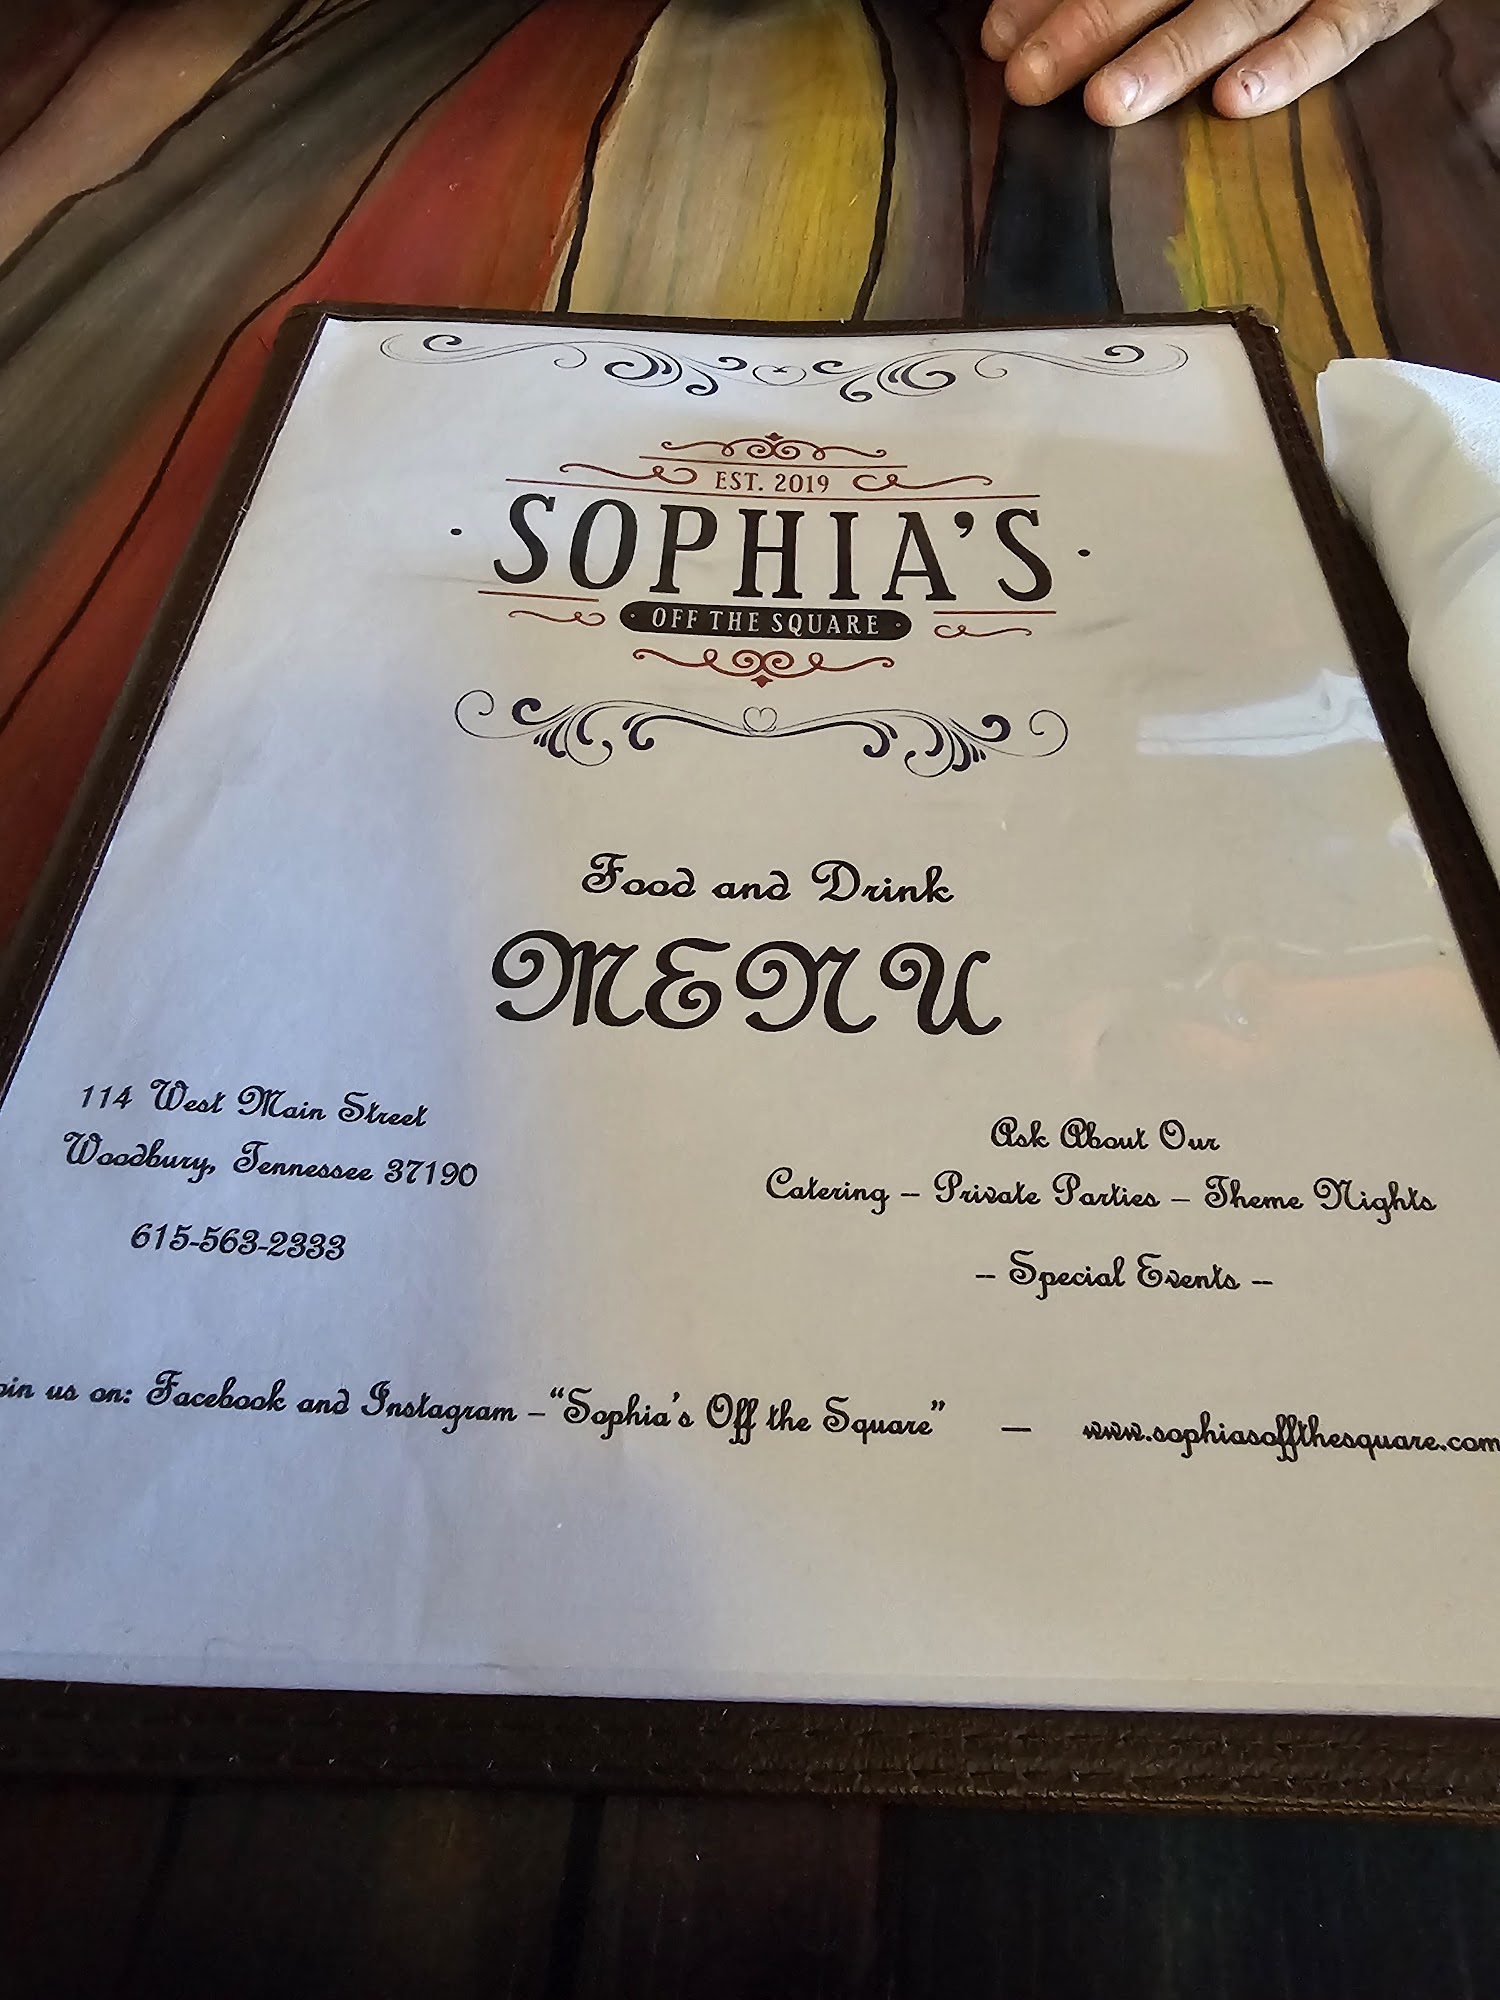 EST. 2019
· SOPHIA'S ·
· OFF THE SQUARE ·
Food and Drink
MENU
114 West Main Street
Woodbury, Tennessee 37190
615-563-2333
Ask About Our
Catering – Private Parties – Theme Nights
– Special Events –
oin us on: Facebook and Instagram – “Sophia's Off the Square” — www.sophiasoffthesquare.com